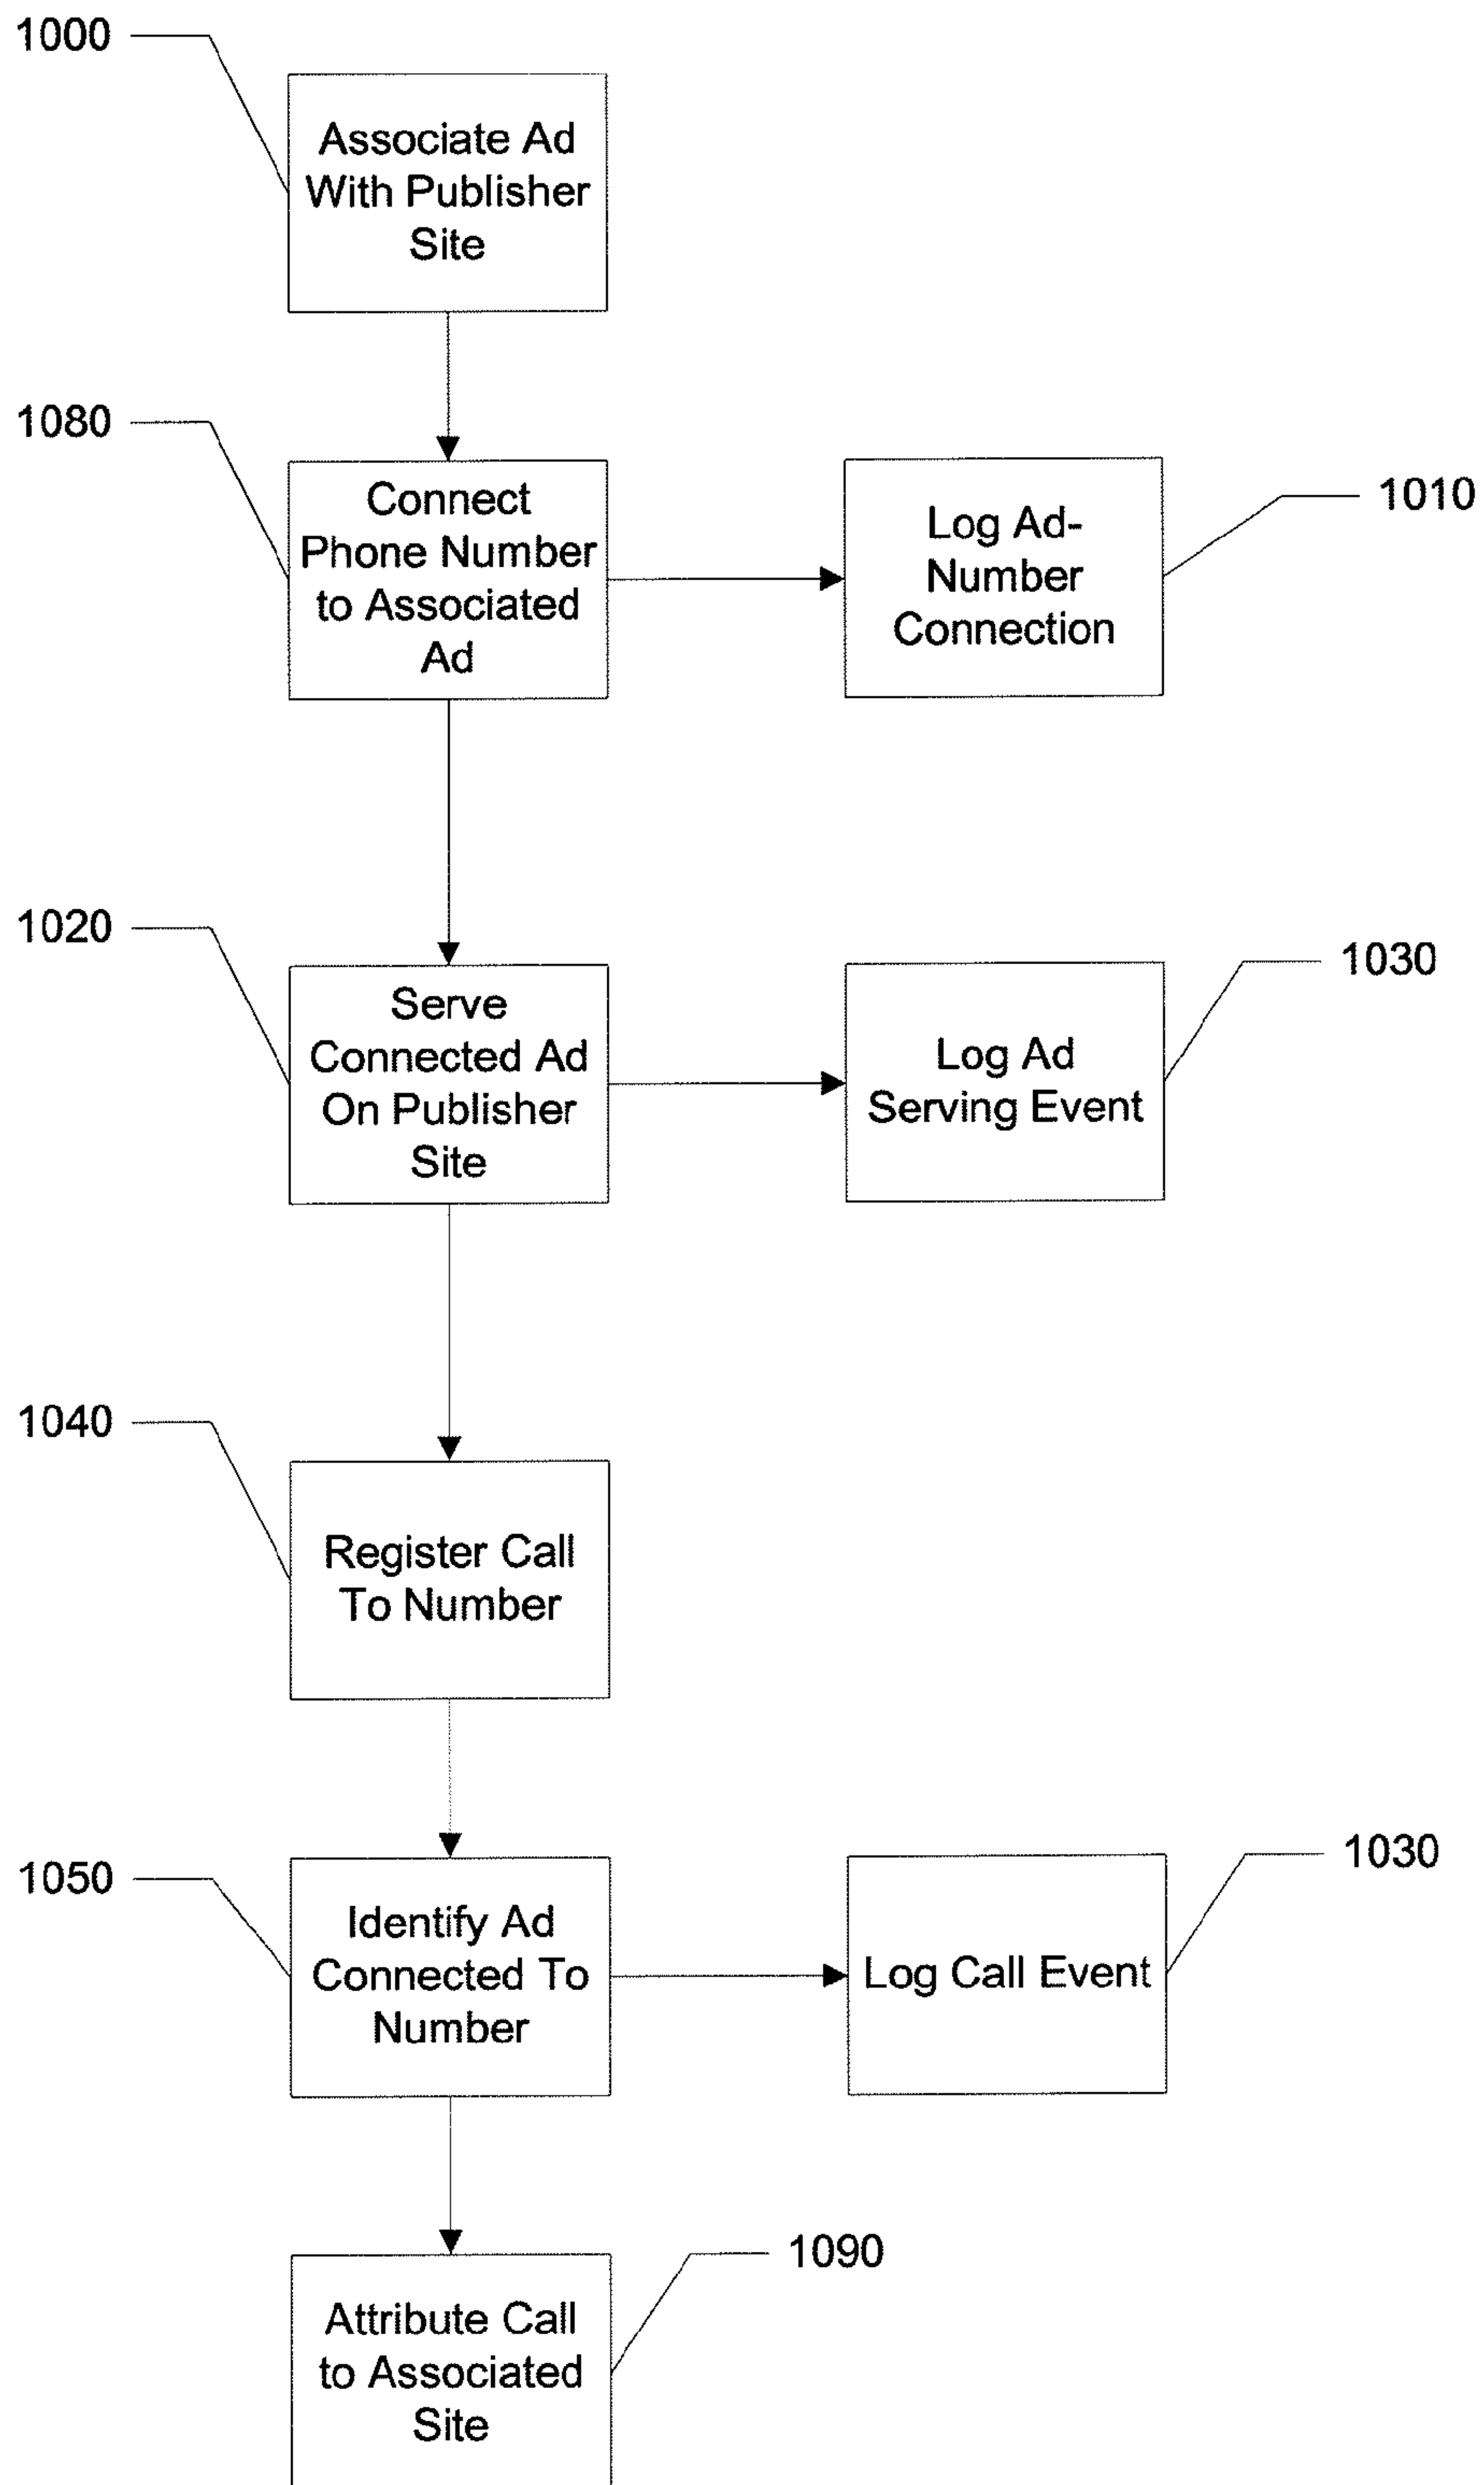 1000
Associate Ad
With Publisher
Site
1080
Connect
Phone Number
to Associated
Ad
Log Ad-
Number
Connection
1010
1020
Serve
Connected Ad
On Publisher
Site
Log Ad
Serving Event
1030
1040
Register Call
To Number
1050
Identify Ad
Connected To
Number
Log Call Event
1030
Attribute Call
to Associated
Site
1090